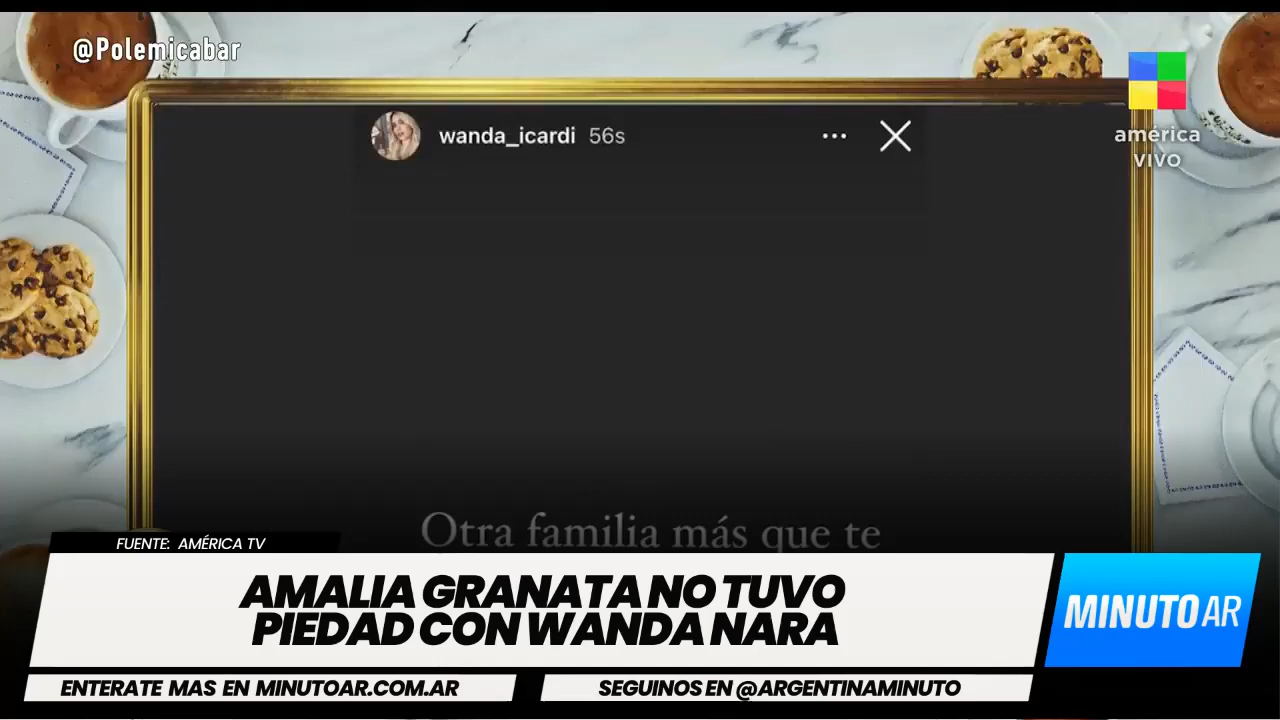 @Polemicabar
wanda_icardi 56s
américa
VIVO
Otra familia más que te
FUENTE: AMÉRICA TV
AMALIA GRANATA NO TUVO
PIEDAD CON WANDA NARA
MINUTO AR
ENTERATE MAS EN MINUTOAR.COM.AR
SEGUINOS EN @ARGENTINAMINUTO